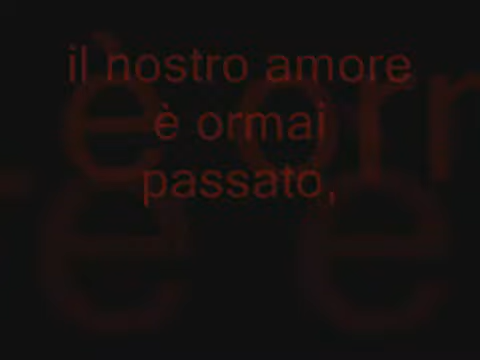 il nostro amore
è ormai
passato,